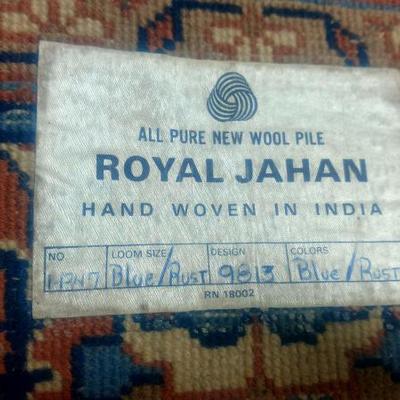 ALL PURE NEW WOOL PILE
ROYAL JAHAN
HAND WOVEN IN INDIA
NO. LOOM SIZE DESIGN COLORS
Blue/Rust 9813 Blue/Rust
RN 18002